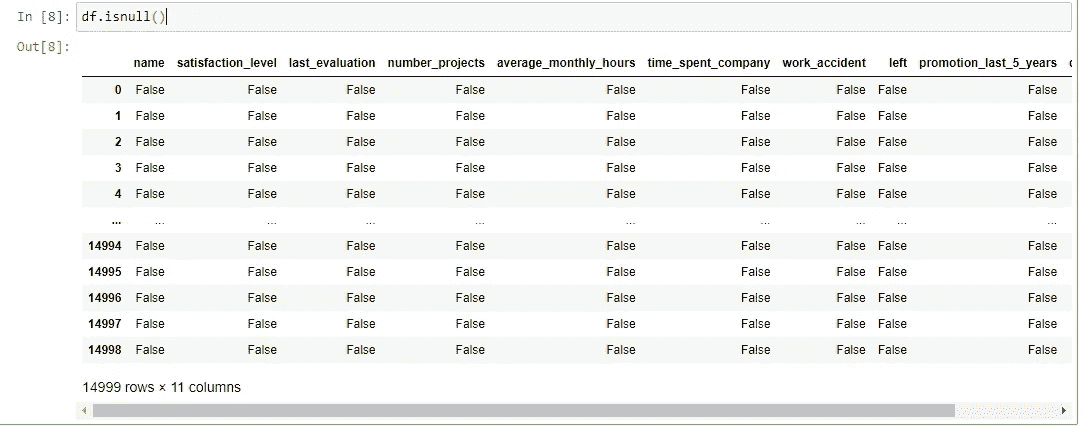 In [8]: df.isnull()
Out[8]:
name satisfaction_level last_evaluation number_projects average_monthly_hours time_spent_company work_accident left promotion_last_5_years
0 False False False False False False False False False
1 False False False False False False False False False
2 False False False False False False False False False
3 False False False False False False False False False
4 False False False False False False False False False
... ... ... ... ... ... ... ... ... ...
14994 False False False False False False False False False
14995 False False False False False False False False False
14996 False False False False False False False False False
14997 False False False False False False False False False
14998 False False False False False False False False False
14999 rows × 11 columns